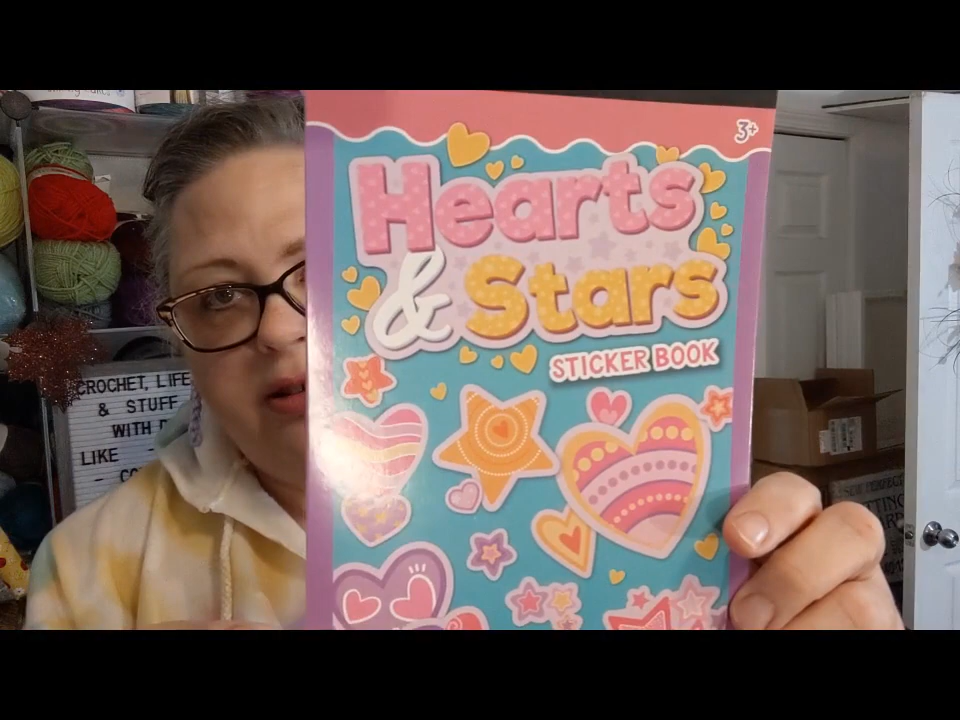 3+
Hearts
& Stars
STICKER BOOK
CROCHET, LIFE
& STUFF
WITH
LIKE -